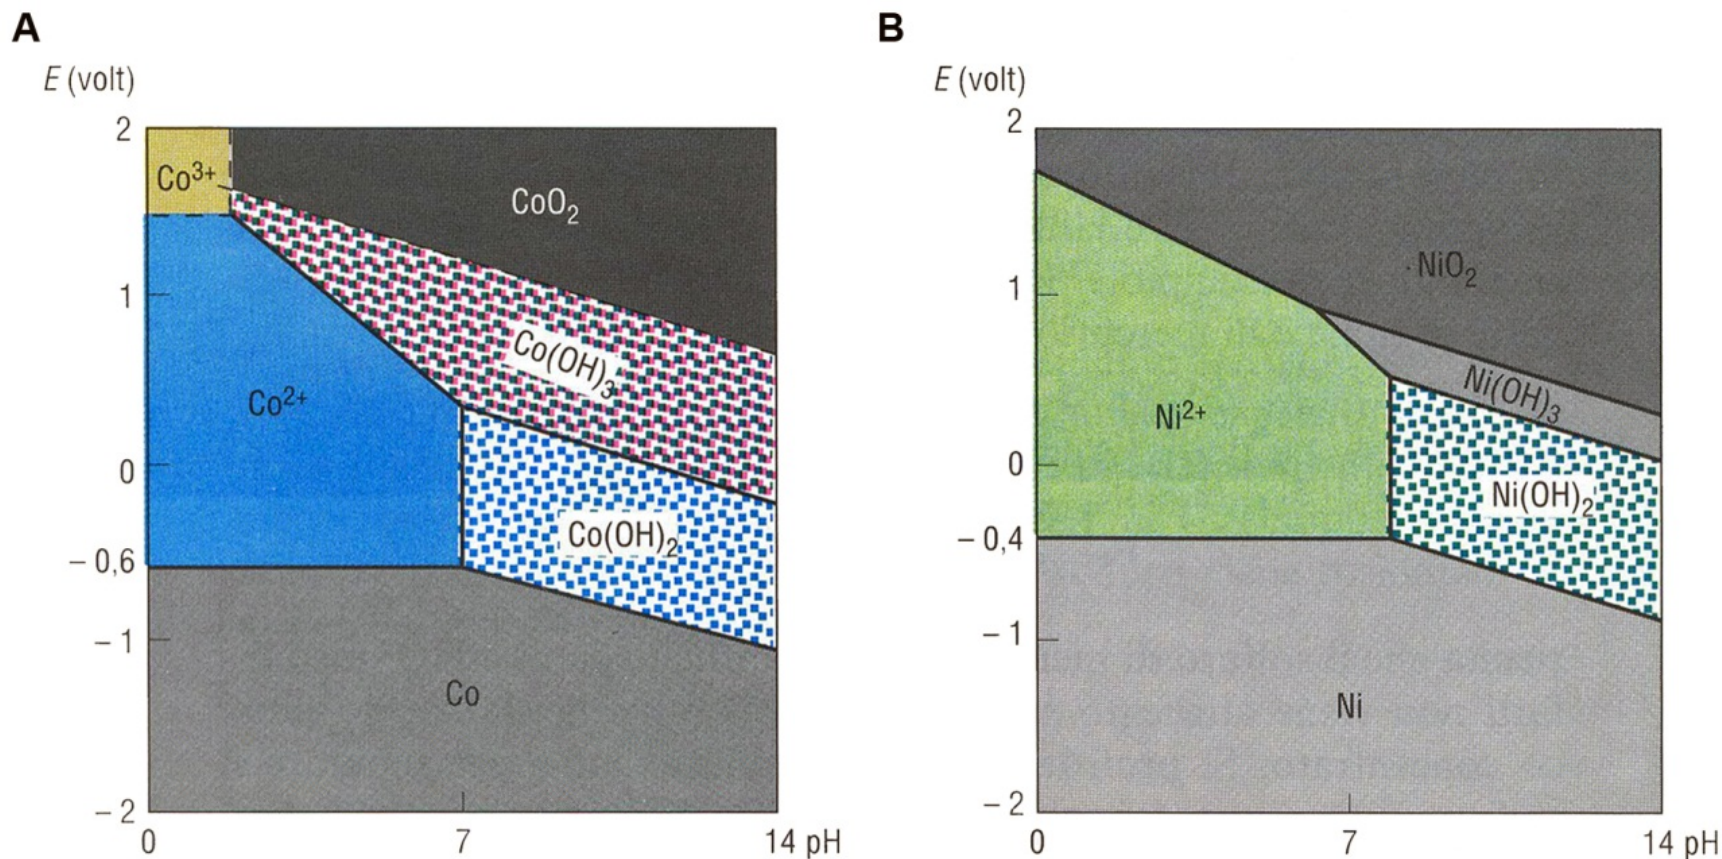 A
E (volt)
2
Co³⁺
CoO₂
1
Co(OH)₃
Co²⁺
0
Co(OH)₂
– 0,6
– 1
Co
– 2
0 7 14 pH
B
E (volt)
2
NiO₂
1
Ni(OH)₃
Ni²⁺
0
Ni(OH)₂
– 0,4
– 1
Ni
– 2
0 7 14 pH